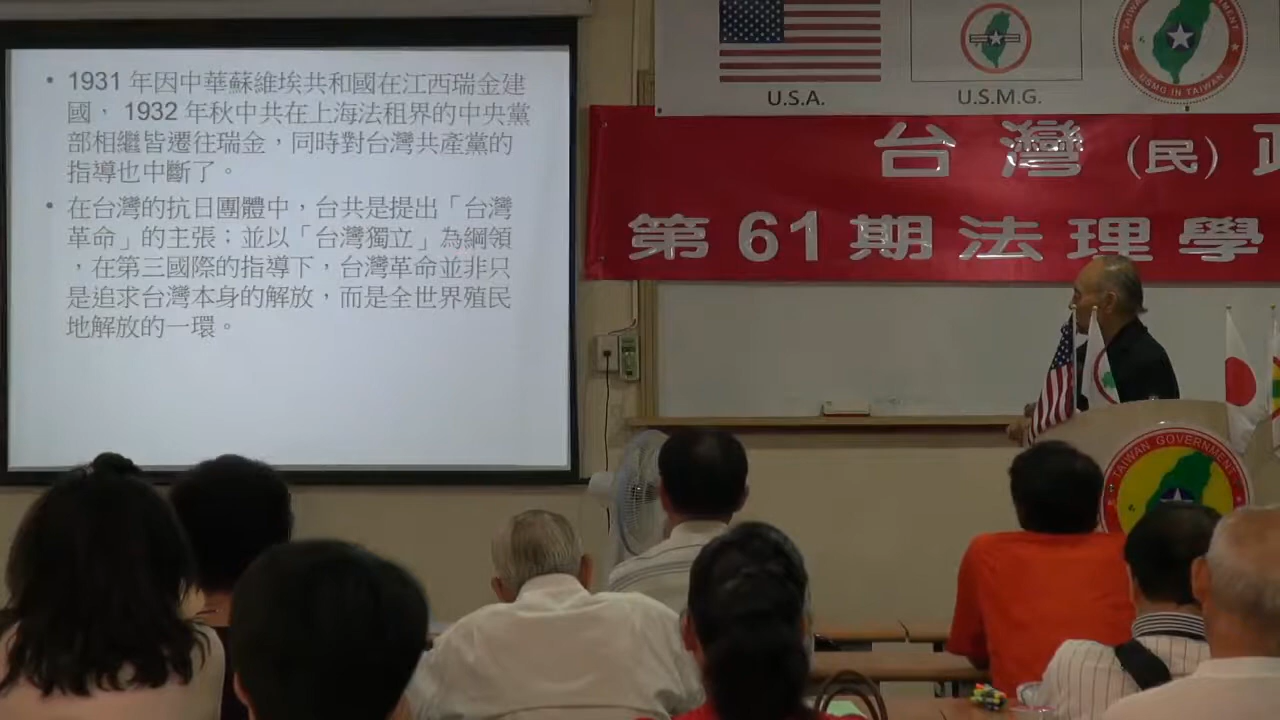 • 1931 年因中華蘇維埃共和國在江西瑞金建
國， 1932 年秋中共在上海法租界的中央黨
部相繼皆遷往瑞金，同時對台灣共產黨的
指導也中斷了。
• 在台灣的抗日團體中，台共是提出「台灣
革命」的主張；並以「台灣獨立」為綱領
，在第三國際的指導下，台灣革命並非只
是追求台灣本身的解放，而是全世界殖民
地解放的一環。
U.S.A.
U.S.M.G.
USMG IN TAIWAN
台灣(民)
第61期法理學
TAIWAN GOVERNMENT